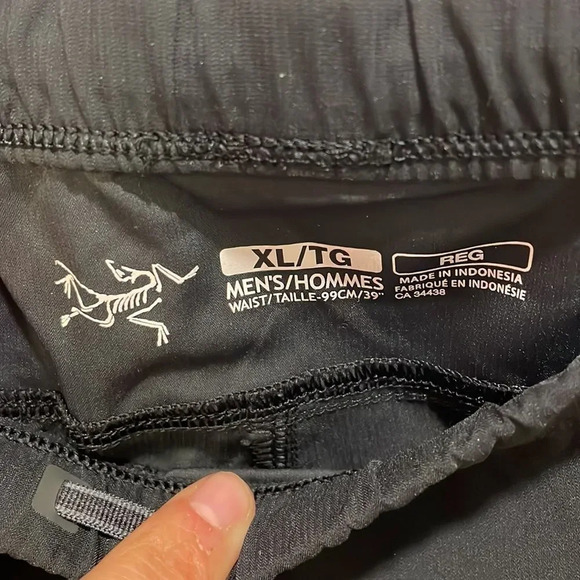 XL/TG
MEN'S/HOMMES
WAIST/TAILLE-99CM/39"
REG
MADE IN INDONESIA
FABRIQUÉ EN INDONÉSIE
CA 34438